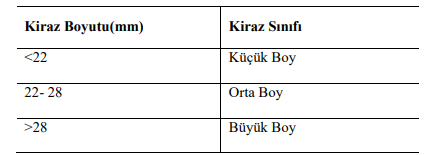 Kiraz Boyutu(mm) Kiraz Sınıfı
<22 Küçük Boy
22- 28 Orta Boy
>28 Büyük Boy